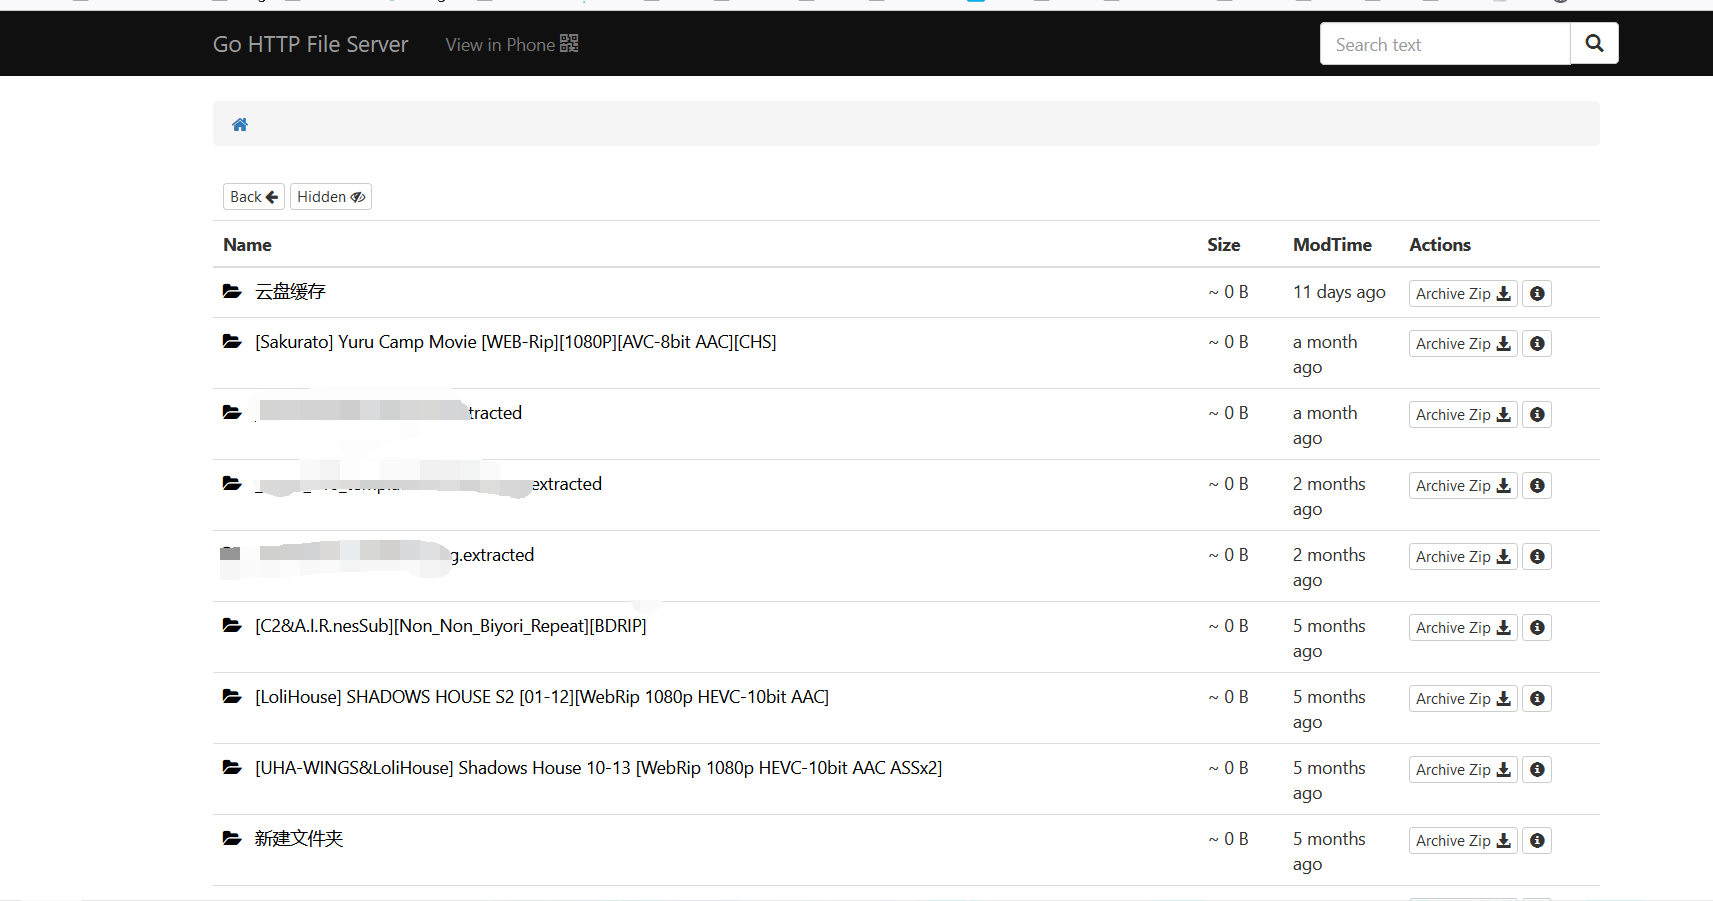 Go HTTP File Server View in Phone
Search text
Back Hidden
Name Size ModTime Actions
云盘缓存 ~ 0 B 11 days ago Archive Zip
[Sakurato] Yuru Camp Movie [WEB-Rip][1080P][AVC-8bit AAC][CHS] ~ 0 B a month Archive Zip
ago
tracted ~ 0 B a month Archive Zip
ago
extracted ~ 0 B 2 months Archive Zip
ago
g.extracted ~ 0 B 2 months Archive Zip
ago
[C2&A.I.R.nesSub][Non_Non_Biyori_Repeat][BDRIP] ~ 0 B 5 months Archive Zip
ago
[LoliHouse] SHADOWS HOUSE S2 [01-12][WebRip 1080p HEVC-10bit AAC] ~ 0 B 5 months Archive Zip
ago
[UHA-WINGS&LoliHouse] Shadows House 10-13 [WebRip 1080p HEVC-10bit AAC ASSx2] ~ 0 B 5 months Archive Zip
ago
新建文件夹 ~ 0 B 5 months Archive Zip
ago